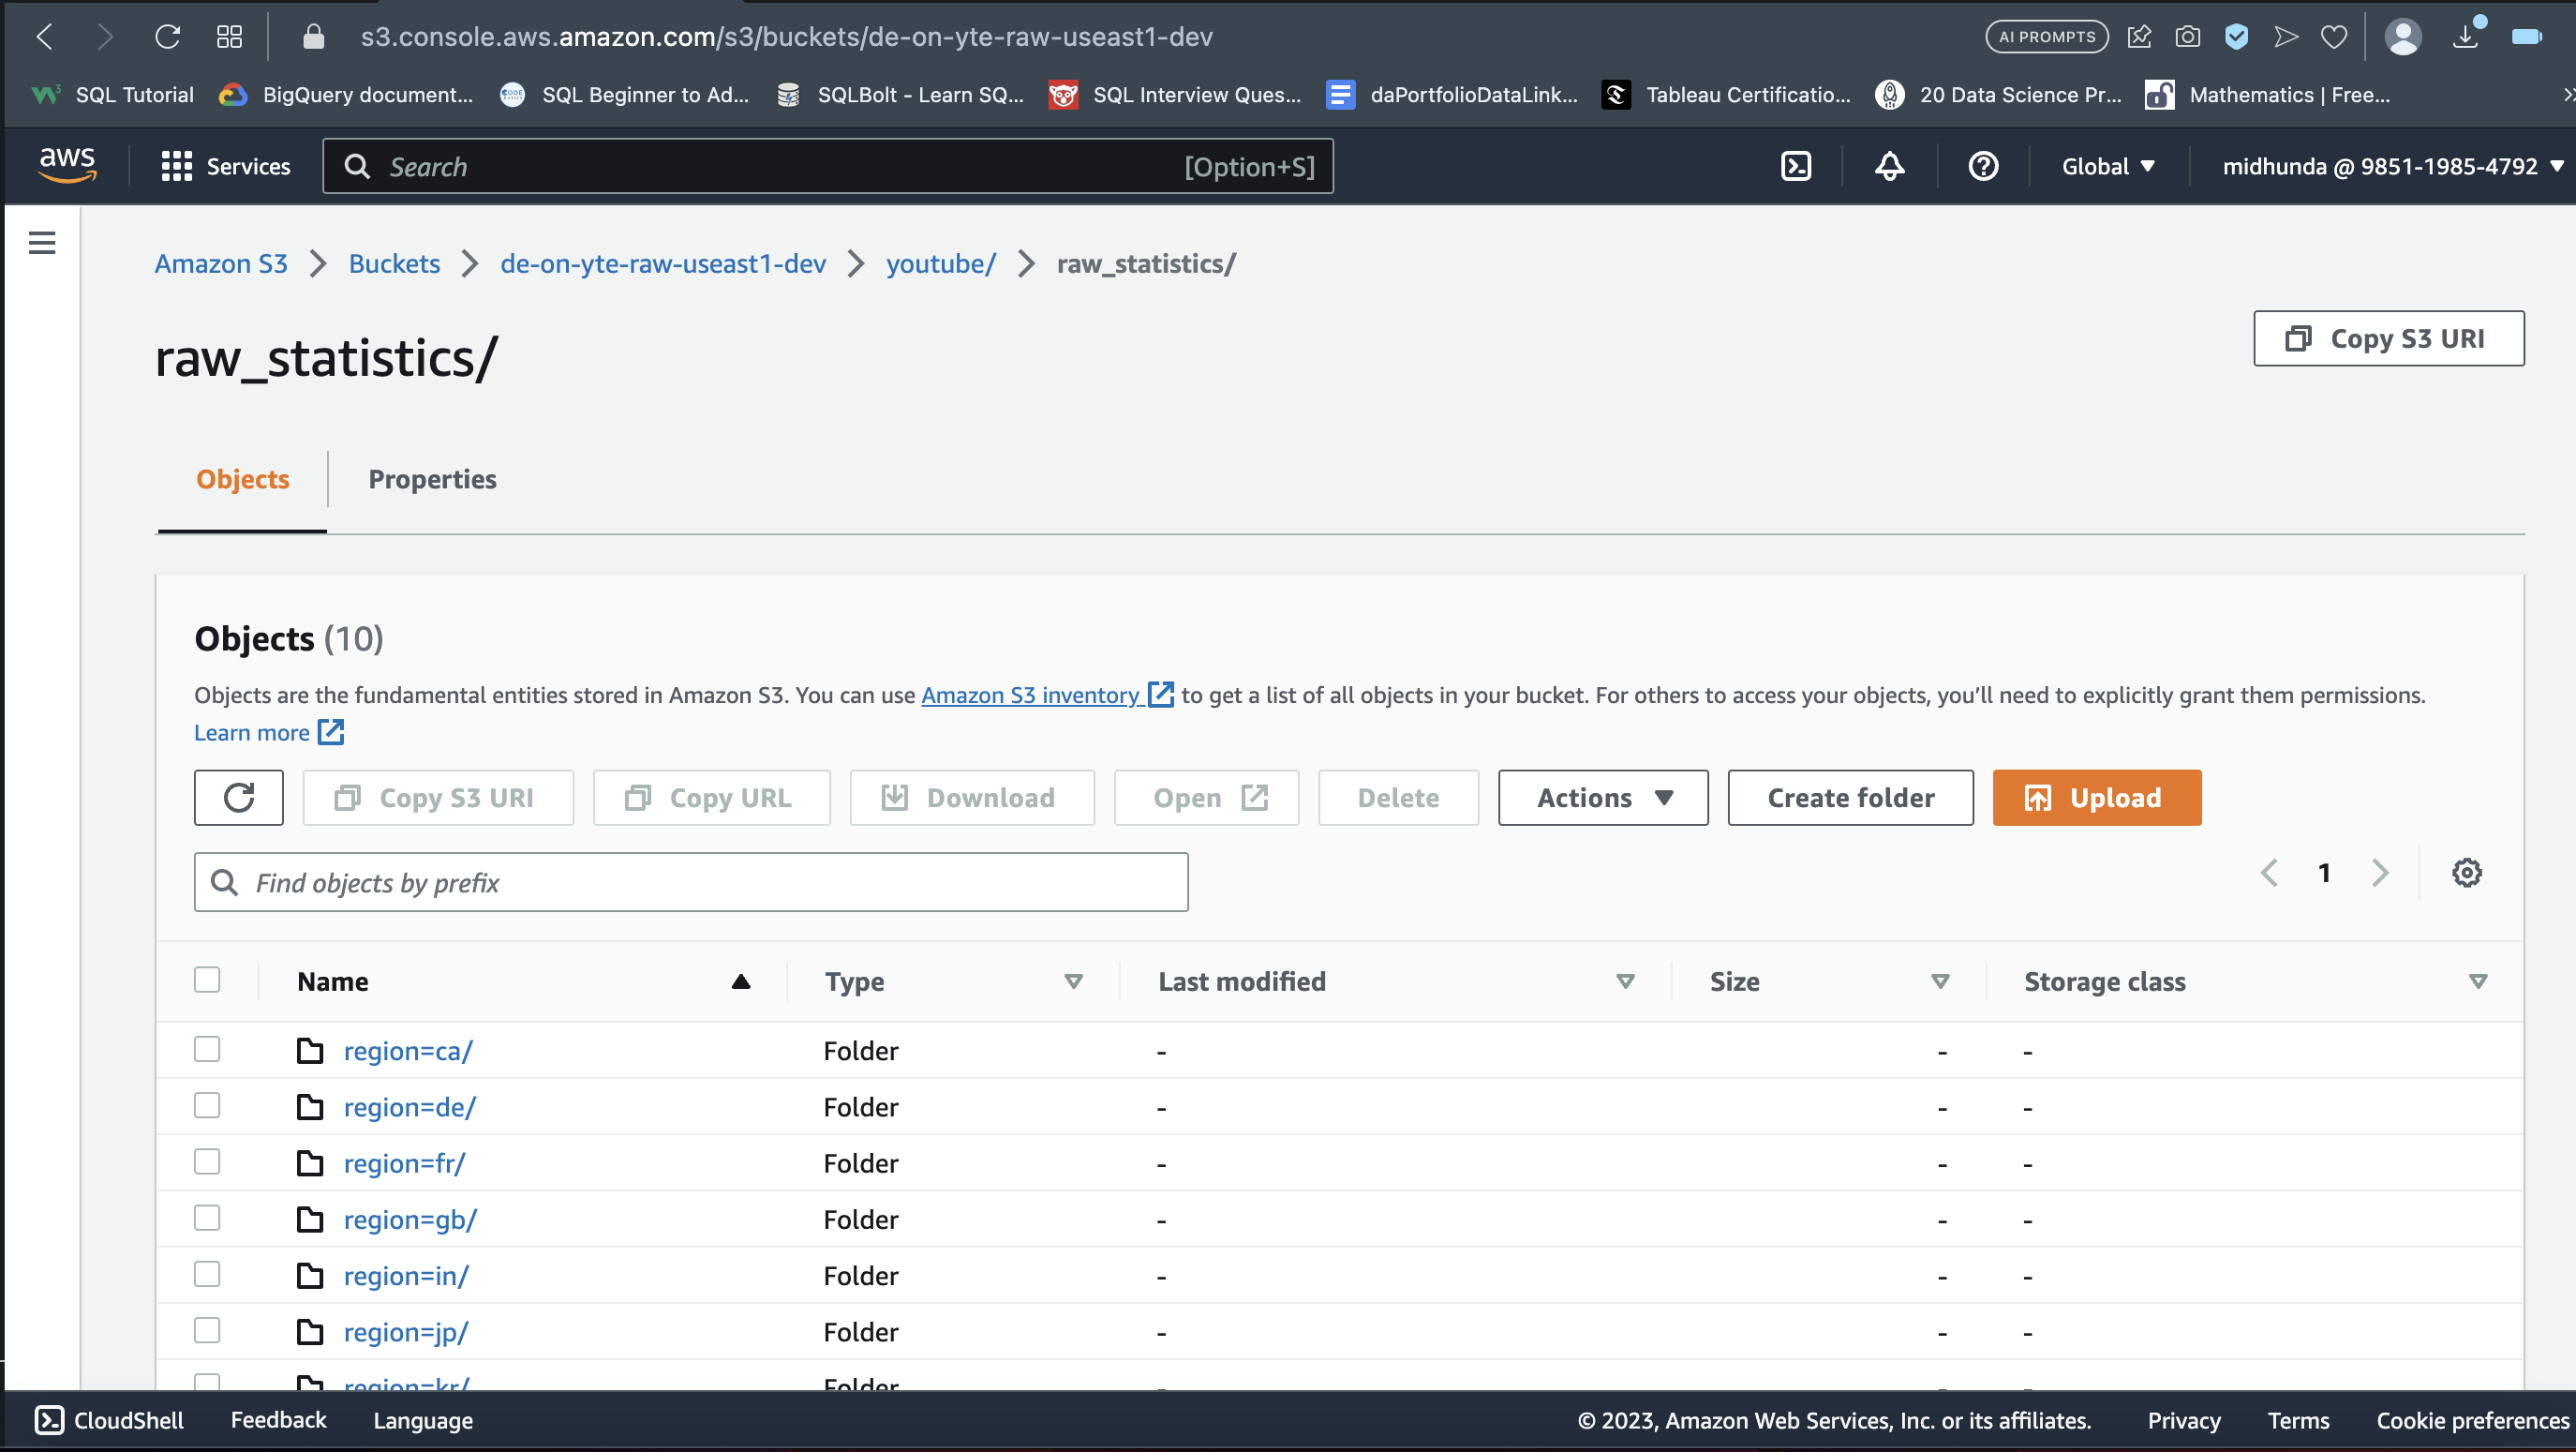 s3.console.aws.amazon.com/s3/buckets/de-on-yte-raw-useast1-dev
AI PROMPTS
SQL Tutorial
BigQuery document...
SQL Beginner to Ad...
SQLBolt - Learn SQ...
SQL Interview Ques...
daPortfolioDataLink...
Tableau Certificatio...
20 Data Science Pr...
Mathematics | Free...
aws
Services
Search
[Option+S]
Global
midhunda @ 9851-1985-4792
Amazon S3 > Buckets > de-on-yte-raw-useast1-dev > youtube/ > raw_statistics/
raw_statistics/
Copy S3 URI
Objects
Properties
Objects (10)
Objects are the fundamental entities stored in Amazon S3. You can use Amazon S3 inventory to get a list of all objects in your bucket. For others to access your objects, you’ll need to explicitly grant them permissions.
Learn more
Copy S3 URI
Copy URL
Download
Open
Delete
Actions
Create folder
Upload
Find objects by prefix
1
Name Type Last modified Size Storage class
region=ca/ Folder - - -
region=de/ Folder - - -
region=fr/ Folder - - -
region=gb/ Folder - - -
region=in/ Folder - - -
region=jp/ Folder - - -
region=kr/ Folder - - -
CloudShell
Feedback
Language
© 2023, Amazon Web Services, Inc. or its affiliates.
Privacy
Terms
Cookie preferences